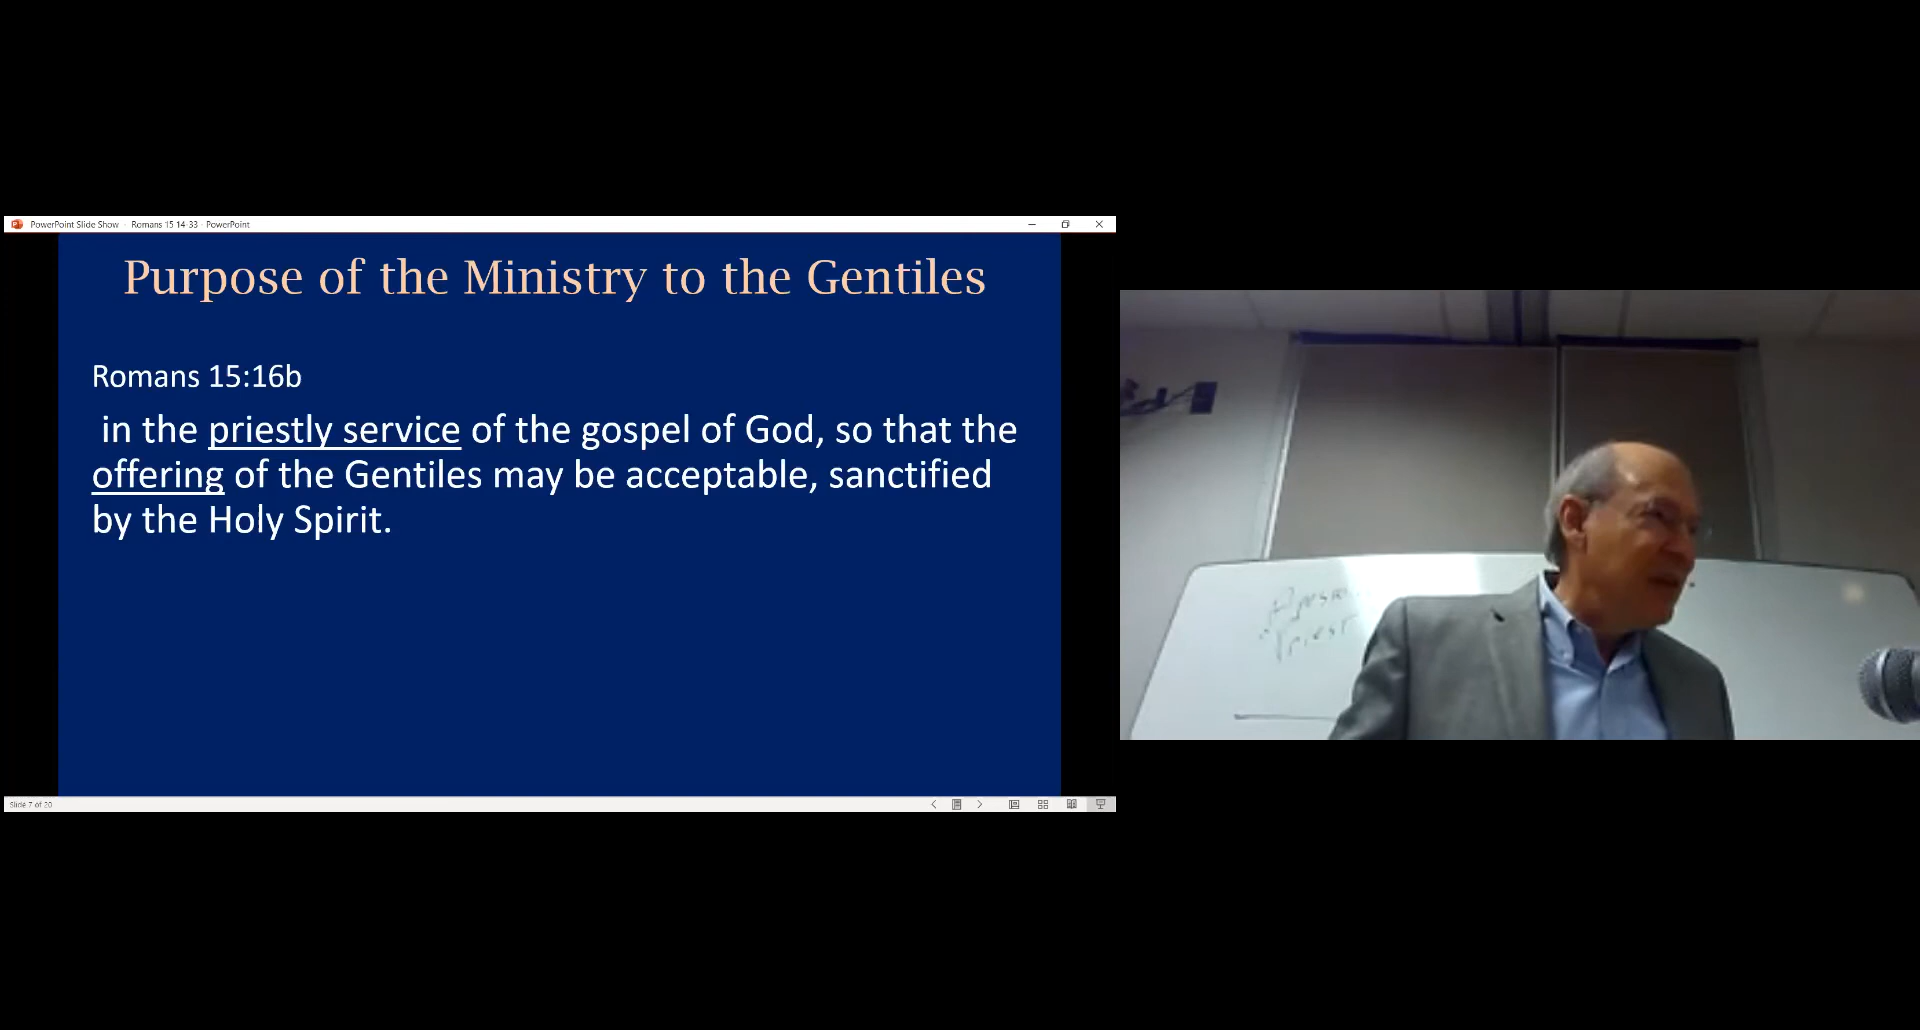 PowerPoint Slide Show - Romans 15 14-33 - PowerPoint
Purpose of the Ministry to the Gentiles
Romans 15:16b
in the priestly service of the gospel of God, so that the
offering of the Gentiles may be acceptable, sanctified
by the Holy Spirit.
Slide 7 of 20
Priest